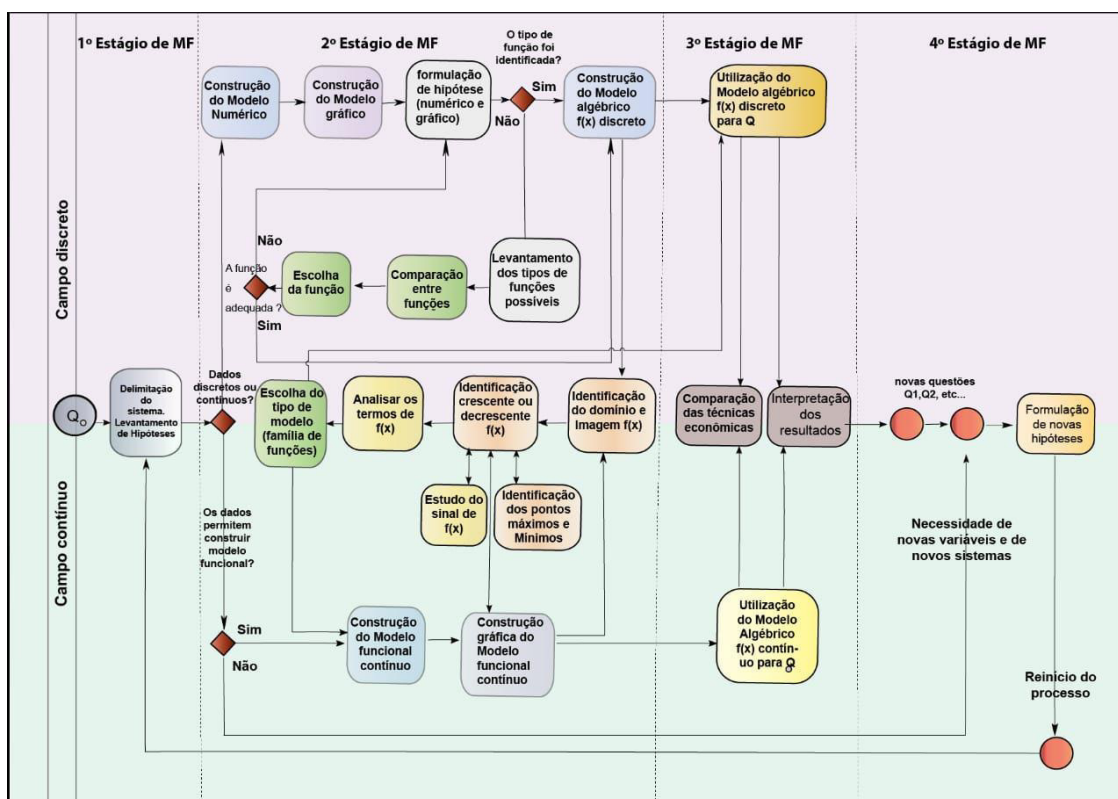 1º Estágio de MF
2º Estágio de MF
O tipo de
função foi
identificada?
3º Estágio de MF
4º Estágio de MF
Campo discreto
Campo contínuo
Construção
do Modelo
Numérico
Construção
do Modelo
gráfico
formulação
de hipótese
(numérico e
gráfico)
Sim
Não
Construção
do Modelo
algébrico
f(x) discreto
Utilização do
Modelo algébrico
f(x) discreto
para Q
Não
A função
é
adequada ?
Sim
Escolha
da função
Comparação
entre
funções
Levantamento
dos tipos de
funções
possíveis
Qo
Delimitação
do
sistema.
Levantamento
de Hipóteses
Dados
discretos ou
contínuos?
Escolha do
tipo de
modelo
(família de
funções)
Analisar os
termos de
f(x)
Identificação
crescente ou
decrescente
f(x)
Identificação
do domínio e
Imagem f(x)
Comparação
das técnicas
econômicas
Interpretação
dos
resultados
novas questões
Q1,Q2, etc...
Formulação
de novas
hipóteses
Estudo do
sinal de
f(x)
Identificação
dos pontos
máximos e
Mínimos
Os dados
permitem
construir
modelo
funcional?
Necessidade de
novas variáveis e de
novos sistemas
Sim
Não
Construção
do Modelo
funcional
contínuo
Construção
gráfica do
Modelo
funcional
contínuo
Utilização
do Modelo
Algébrico
f(x) contín-
uo para Qo
Reinício do
processo